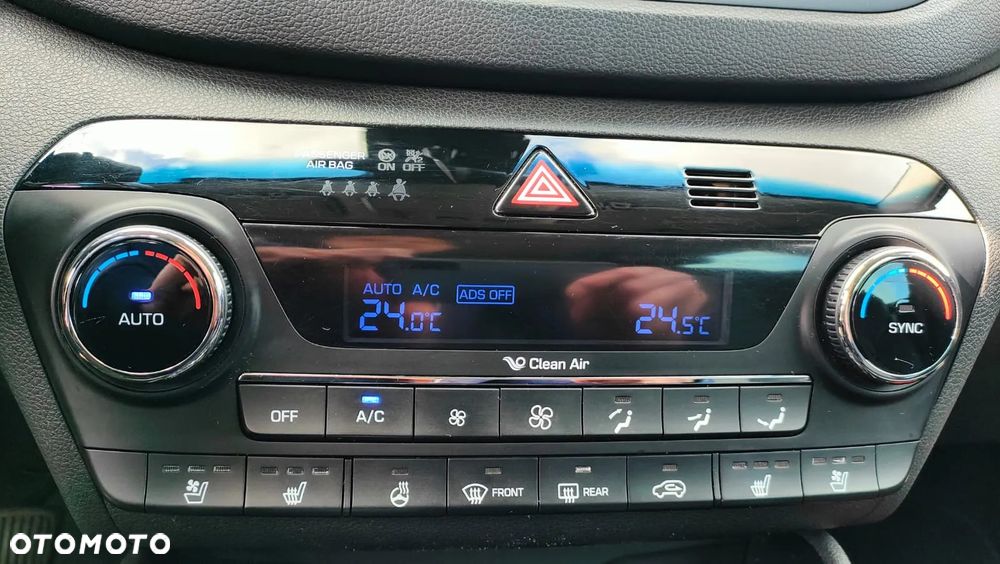 PASSENGER
AIR BAG ON OFF
AUTO A/C ADS OFF
24.0°C 24.5°C
AUTO
SYNC
Clean Air
OFF A/C
FRONT REAR
OTOMOTO